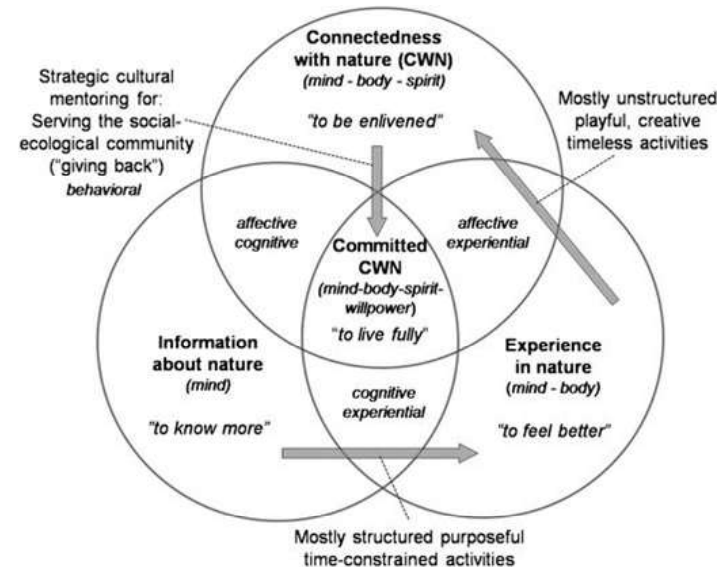 Connectedness
with nature (CWN)
(mind - body - spirit)
"to be enlivened"
Strategic cultural
mentoring for:
Serving the social-
ecological community
("giving back")
behavioral
Mostly unstructured
playful, creative
timeless activities
affective
cognitive
affective
experiential
Committed
CWN
(mind-body-spirit-
willpower)
"to live fully"
Information
about nature
(mind)
"to know more"
Experience
in nature
(mind - body)
"to feel better"
cognitive
experiential
Mostly structured purposeful
time-constrained activities